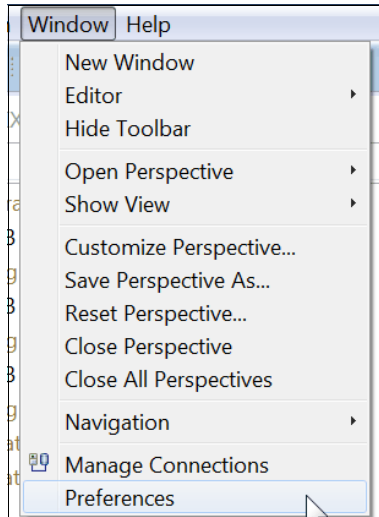 Window Help
New Window
Editor
Hide Toolbar
Open Perspective
Show View
Customize Perspective...
Save Perspective As...
Reset Perspective...
Close Perspective
Close All Perspectives
Navigation
Manage Connections
Preferences